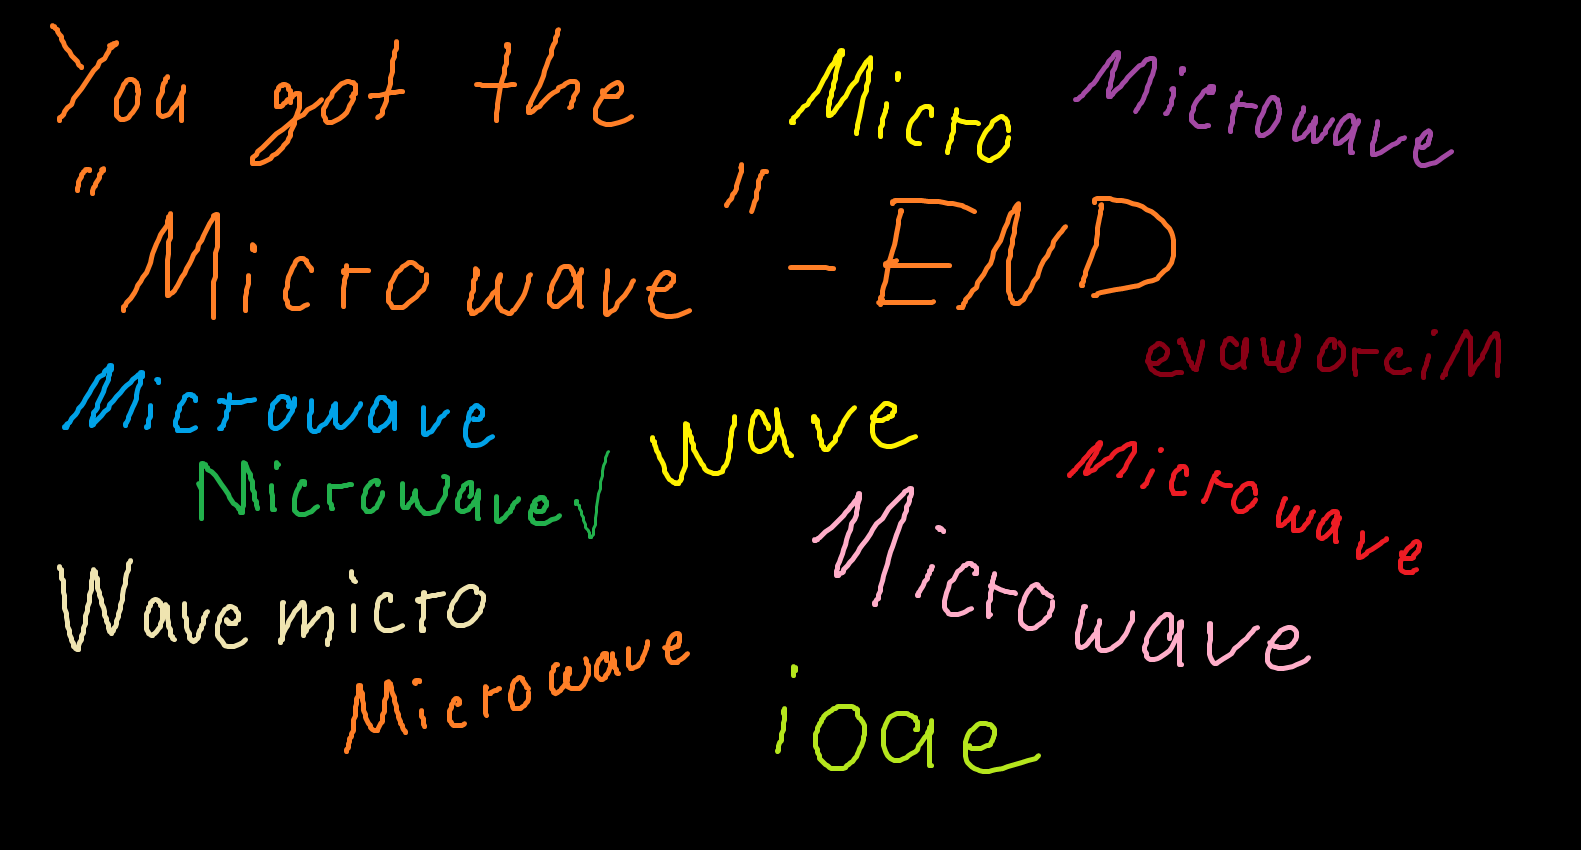 You got the
Micro
Microwave
"Microwave" - END
evaworciM
Microwave
wave
Microwave√
Microwave
Microwave
Wave micro
Microwave
ioae